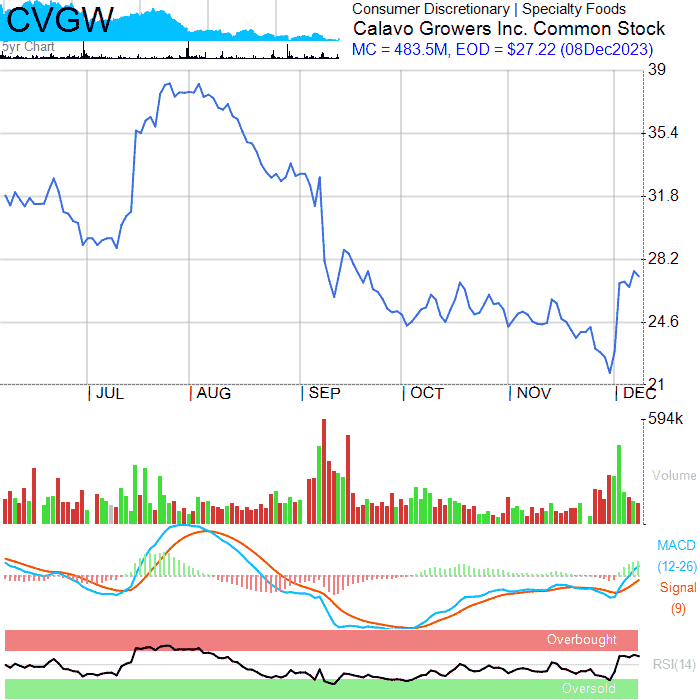 CVGW
5yr Chart
Consumer Discretionary | Specialty Foods
Calavo Growers Inc. Common Stock
MC = 483.5M, EOD = $27.22 (08Dec2023)
39
35.4
31.8
28.2
24.6
21
JUL
AUG
SEP
OCT
NOV
DEC
594k
Volume
MACD
(12-26)
Signal
(9)
Overbought
RSI(14)
Oversold